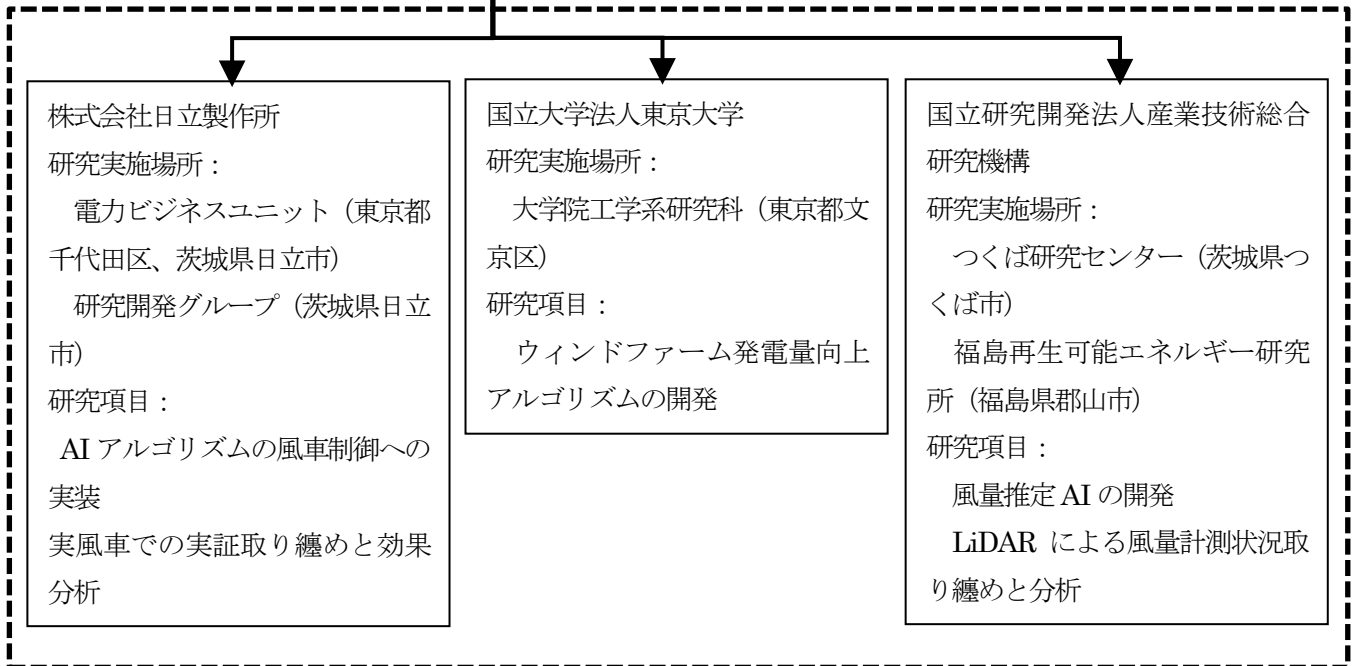 株式会社日立製作所
研究実施場所：
電力ビジネスユニット（東京都
千代田区、茨城県日立市）
研究開発グループ（茨城県日立
市）
研究項目：
AI アルゴリズムの風車制御への
実装
実風車での実証取り纏めと効果
分析
国立大学法人東京大学
研究実施場所：
大学院工学系研究科（東京都文
京区）
研究項目：
ウィンドファーム発電量向上
アルゴリズムの開発
国立研究開発法人産業技術総合
研究機構
研究実施場所：
つくば研究センター（茨城県つ
くば市）
福島再生可能エネルギー研究
所（福島県郡山市）
研究項目：
風量推定 AI の開発
LiDAR による風量計測状況取
り纏めと分析